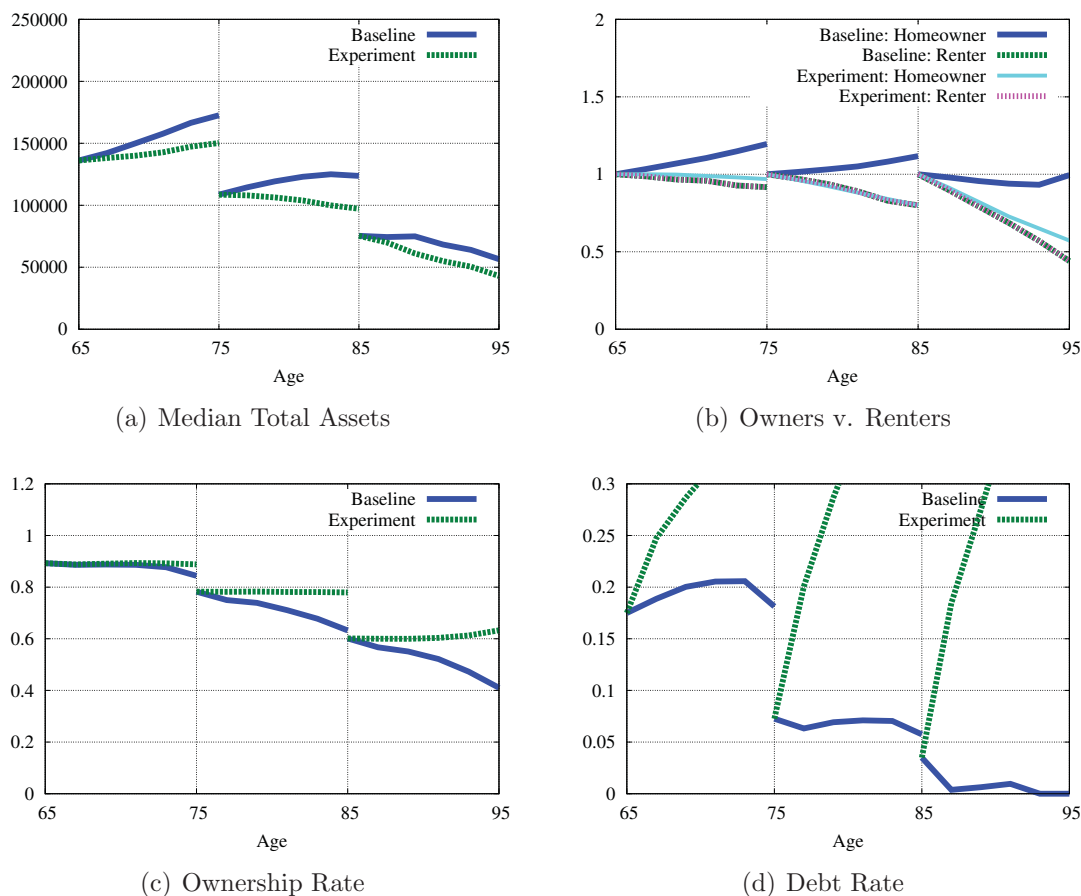 250000
200000
150000
100000
50000
0
65 75 85 95
Age
Baseline
Experiment
(a) Median Total Assets
2
1.5
1
0.5
0
65 75 85 95
Age
Baseline: Homeowner
Baseline: Renter
Experiment: Homeowner
Experiment: Renter
(b) Owners v. Renters
1.2
1
0.8
0.6
0.4
0.2
0
65 75 85 95
Age
Baseline
Experiment
(c) Ownership Rate
0.3
0.25
0.2
0.15
0.1
0.05
0
65 75 85 95
Age
Baseline
Experiment
(d) Debt Rate